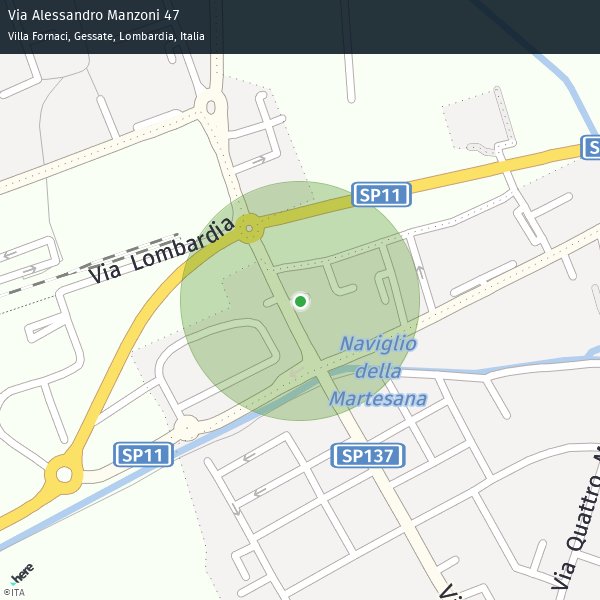 Via Alessandro Manzoni 47
Villa Fornaci, Gessate, Lombardia, Italia
SP11
Via Lombardia
Naviglio
della
Martesana
SP11
SP137
Via Quattro
here
©ITA